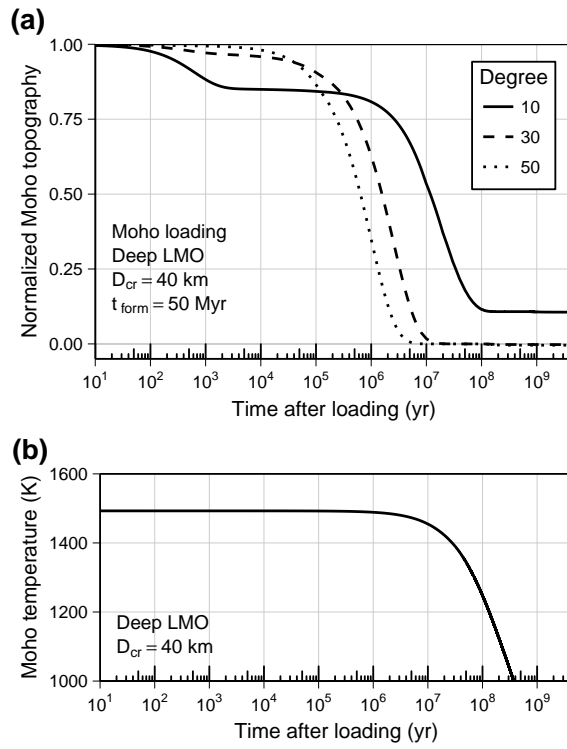 (a)
Normalized Moho topography
1.00
0.75
0.50
0.25
0.00
Degree
10
30
50
Moho loading
Deep LMO
D_cr = 40 km
t_form = 50 Myr
10^1 10^2 10^3 10^4 10^5 10^6 10^7 10^8 10^9
Time after loading (yr)
(b)
Moho temperature (K)
1600
1400
1200
1000
Deep LMO
D_cr = 40 km
10^1 10^2 10^3 10^4 10^5 10^6 10^7 10^8 10^9
Time after loading (yr)